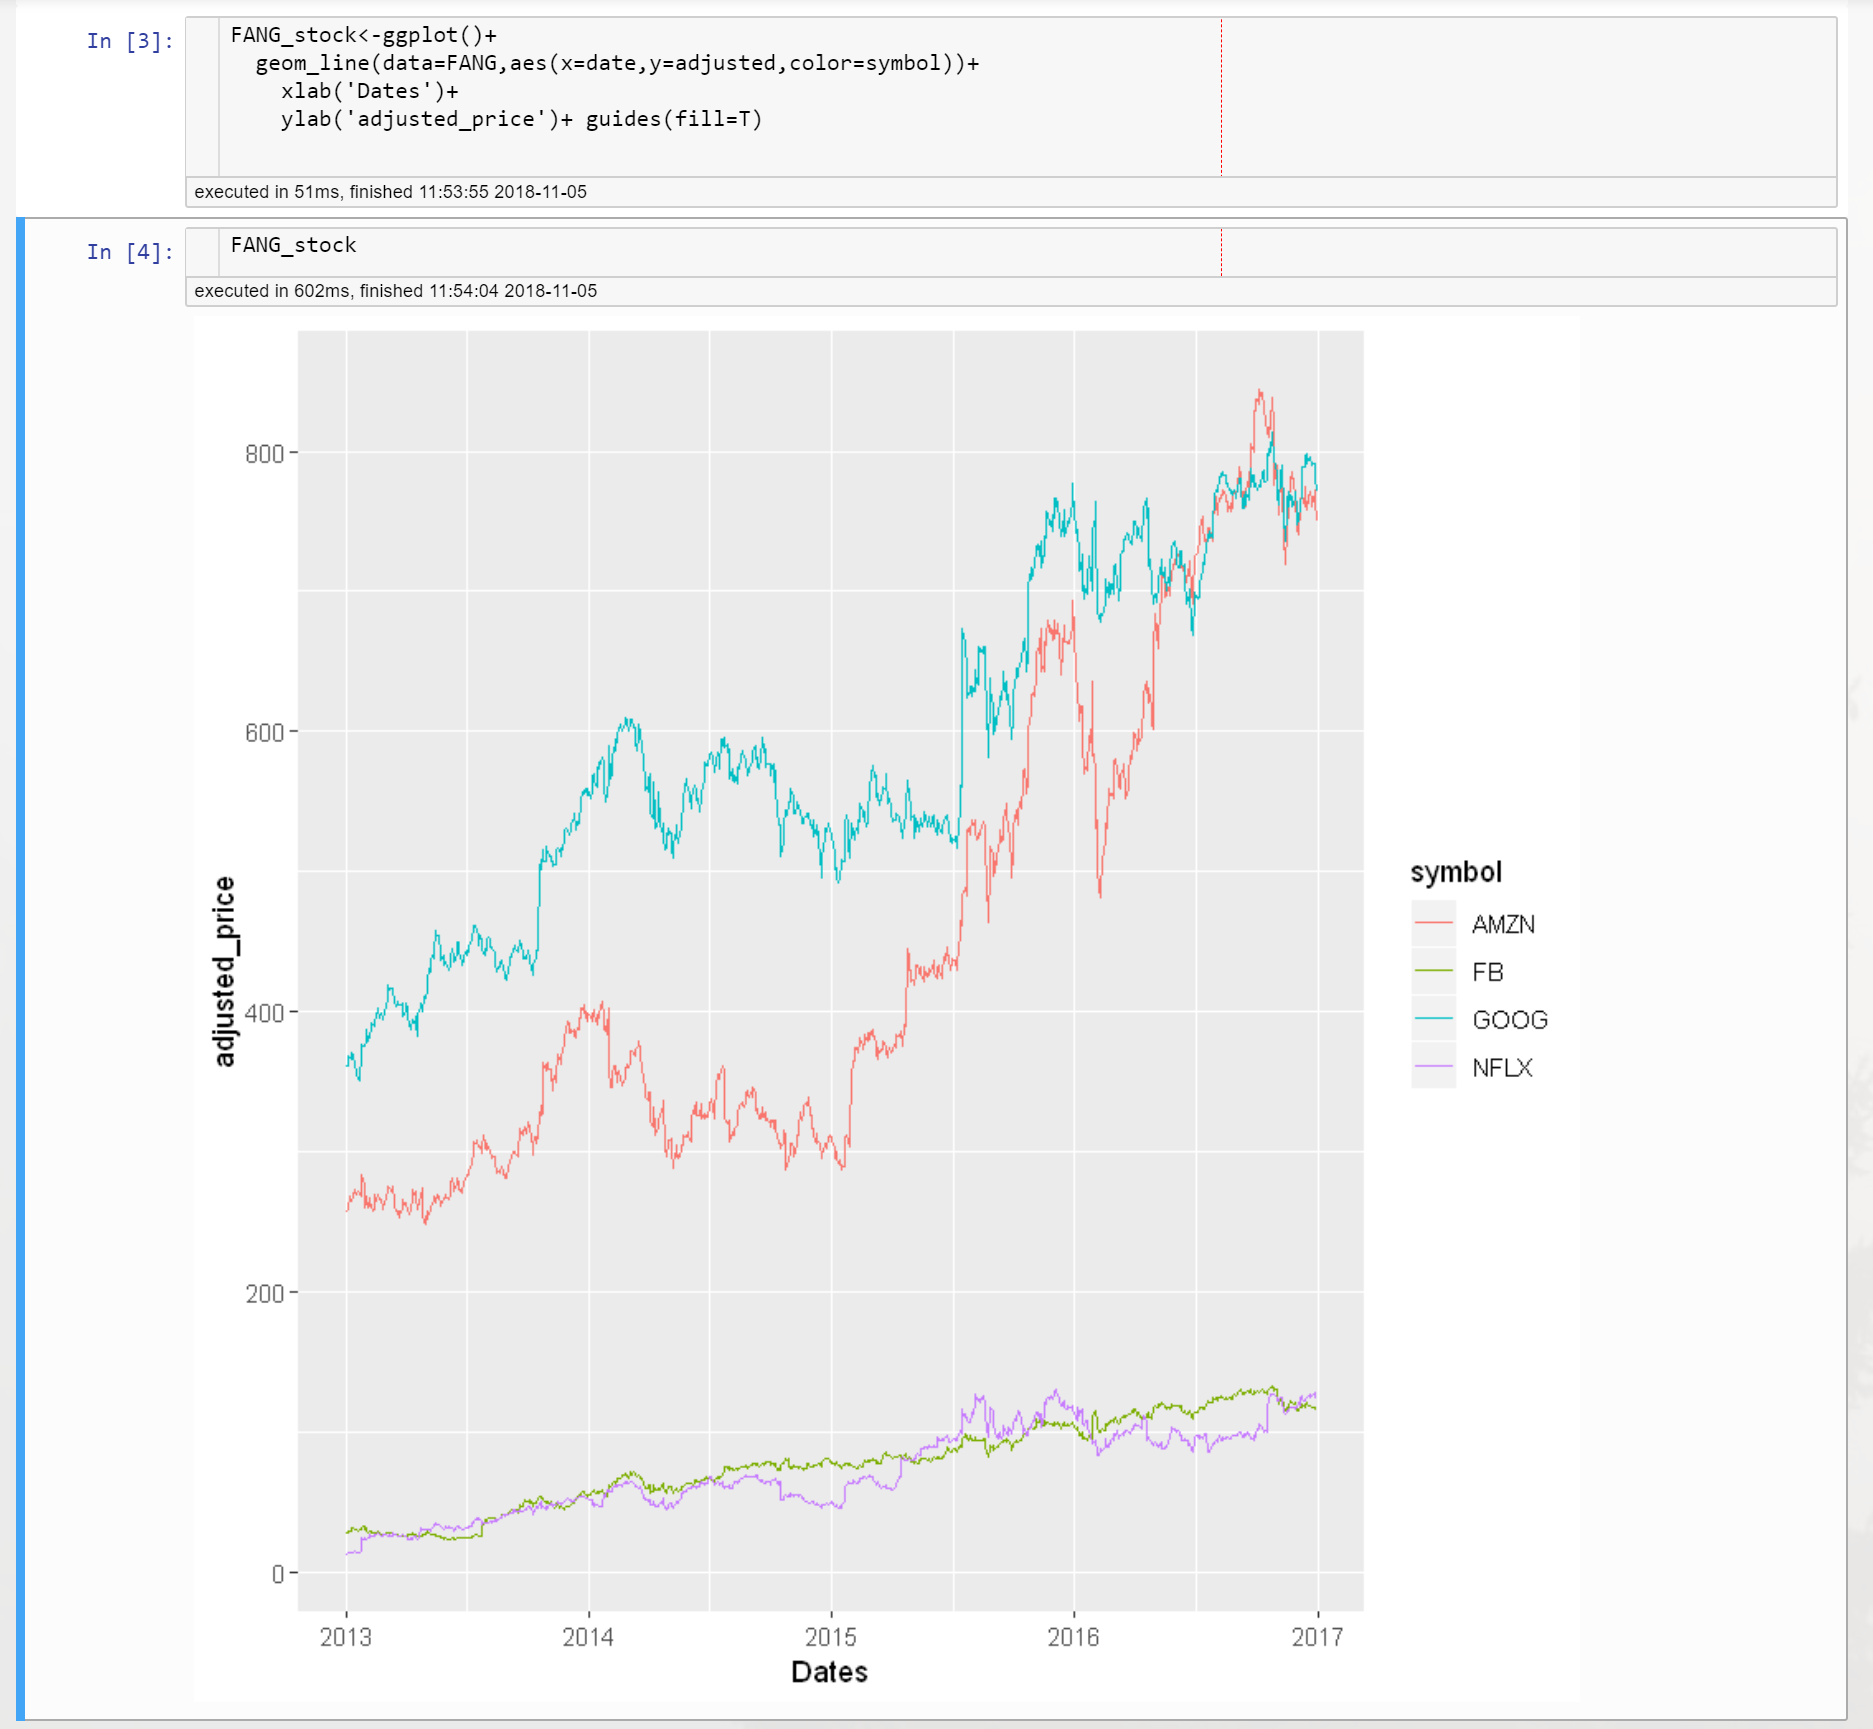 In [3]:
FANG_stock<-ggplot()+
geom_line(data=FANG,aes(x=date,y=adjusted,color=symbol))+
xlab('Dates')+
ylab('adjusted_price')+ guides(fill=T)
executed in 51ms, finished 11:53:55 2018-11-05
In [4]:
FANG_stock
executed in 602ms, finished 11:54:04 2018-11-05
adjusted_price
800
600
400
200
0
2013 2014 2015 2016 2017
Dates
symbol
AMZN
FB
GOOG
NFLX